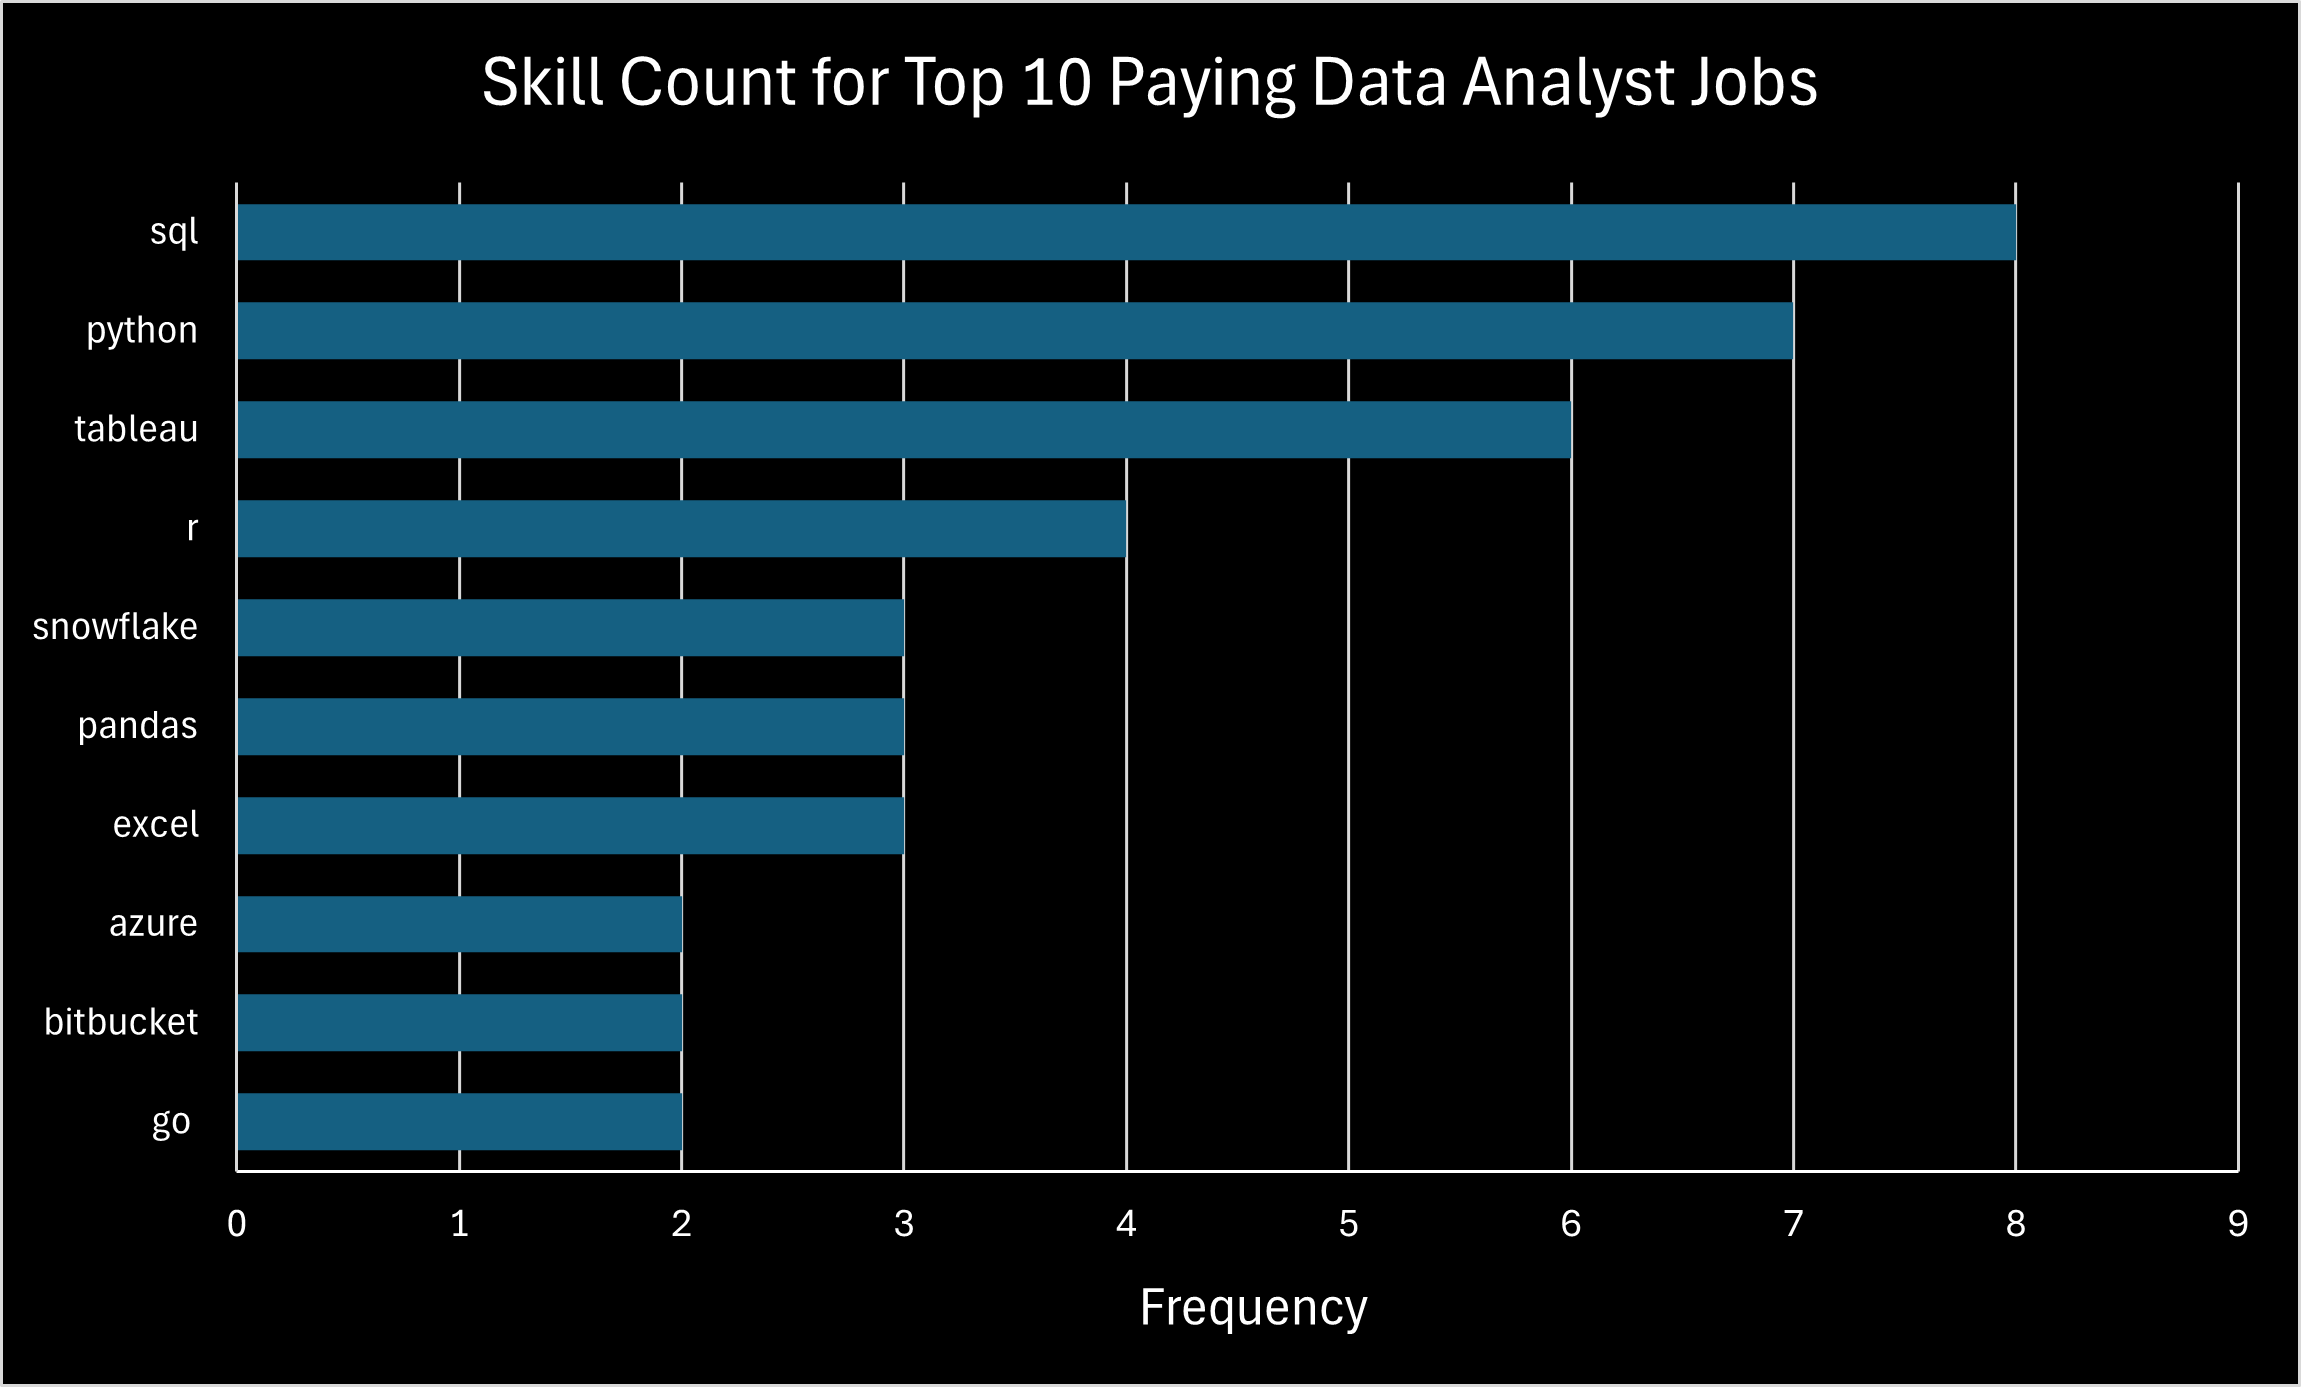 Skill Count for Top 10 Paying Data Analyst Jobs
sql
python
tableau
r
snowflake
pandas
excel
azure
bitbucket
go
0 1 2 3 4 5 6 7 8 9
Frequency